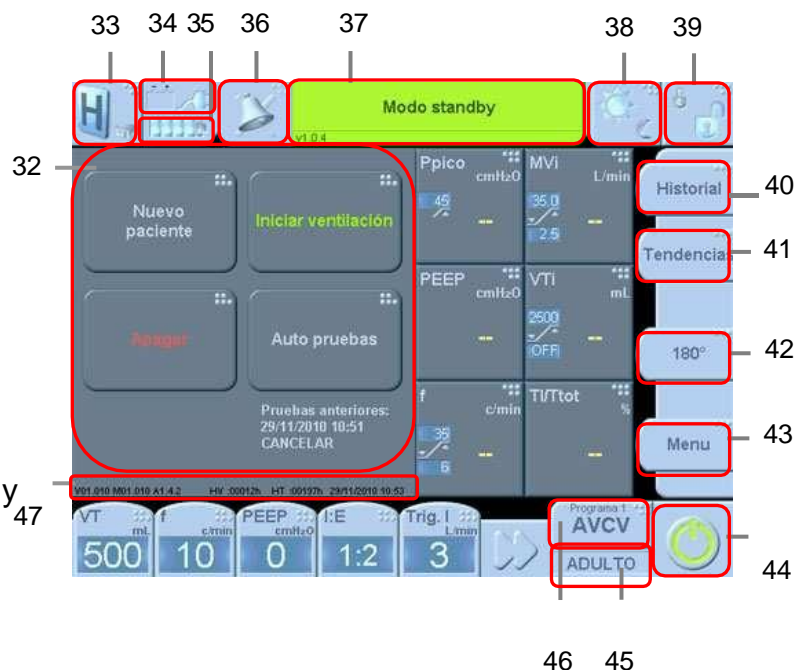 33 34 35 36 37 38 39
H
Modo standby
v1.0.4
32
Nuevo
paciente
Iniciar ventilación
Apagar
Auto pruebas
Pruebas anteriores:
29/11/2010 10:51
CANCELAR
Ppico
cmH2O
45
--
MVi
L/min
35.0
2.5
--
PEEP
cmH2O
--
VTi
mL
2500
OFF
--
f
c/min
35
6
--
TI/Ttot
%
--
Historial
40
Tendencias
41
180°
42
Menu
43
y
47
V01.010 M01.010 A1.4.2 HV :00012h HT :00197h 29/11/2010 10:53
VT
mL
500
f
c/min
10
PEEP
cmH2O
0
I:E
1:2
Trig. I
L/min
3
Programa 1
AVCV
ADULTO
44
46 45